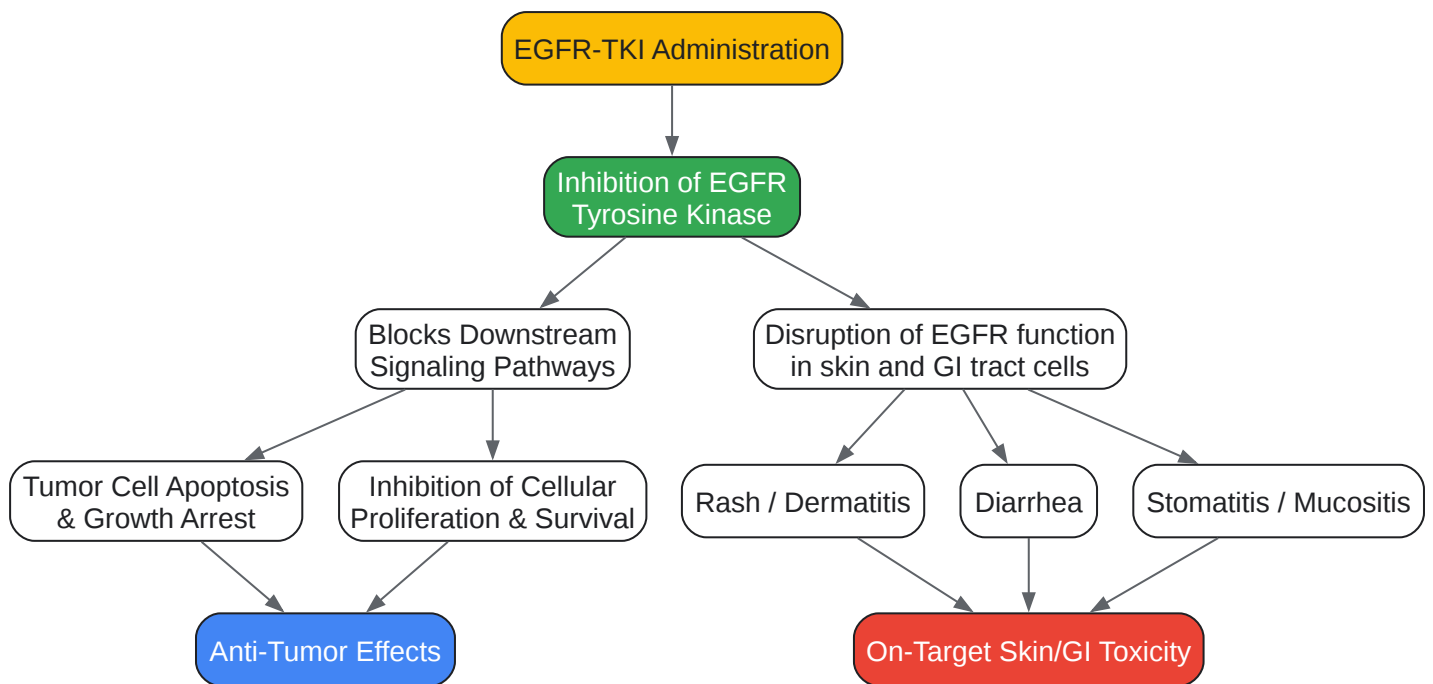 EGFR-TKI Administration
Inhibition of EGFR
Tyrosine Kinase
Blocks Downstream
Signaling Pathways
Disruption of EGFR function
in skin and GI tract cells
Tumor Cell Apoptosis
& Growth Arrest
Inhibition of Cellular
Proliferation & Survival
Rash / Dermatitis
Diarrhea
Stomatitis / Mucositis
Anti-Tumor Effects
On-Target Skin/GI Toxicity